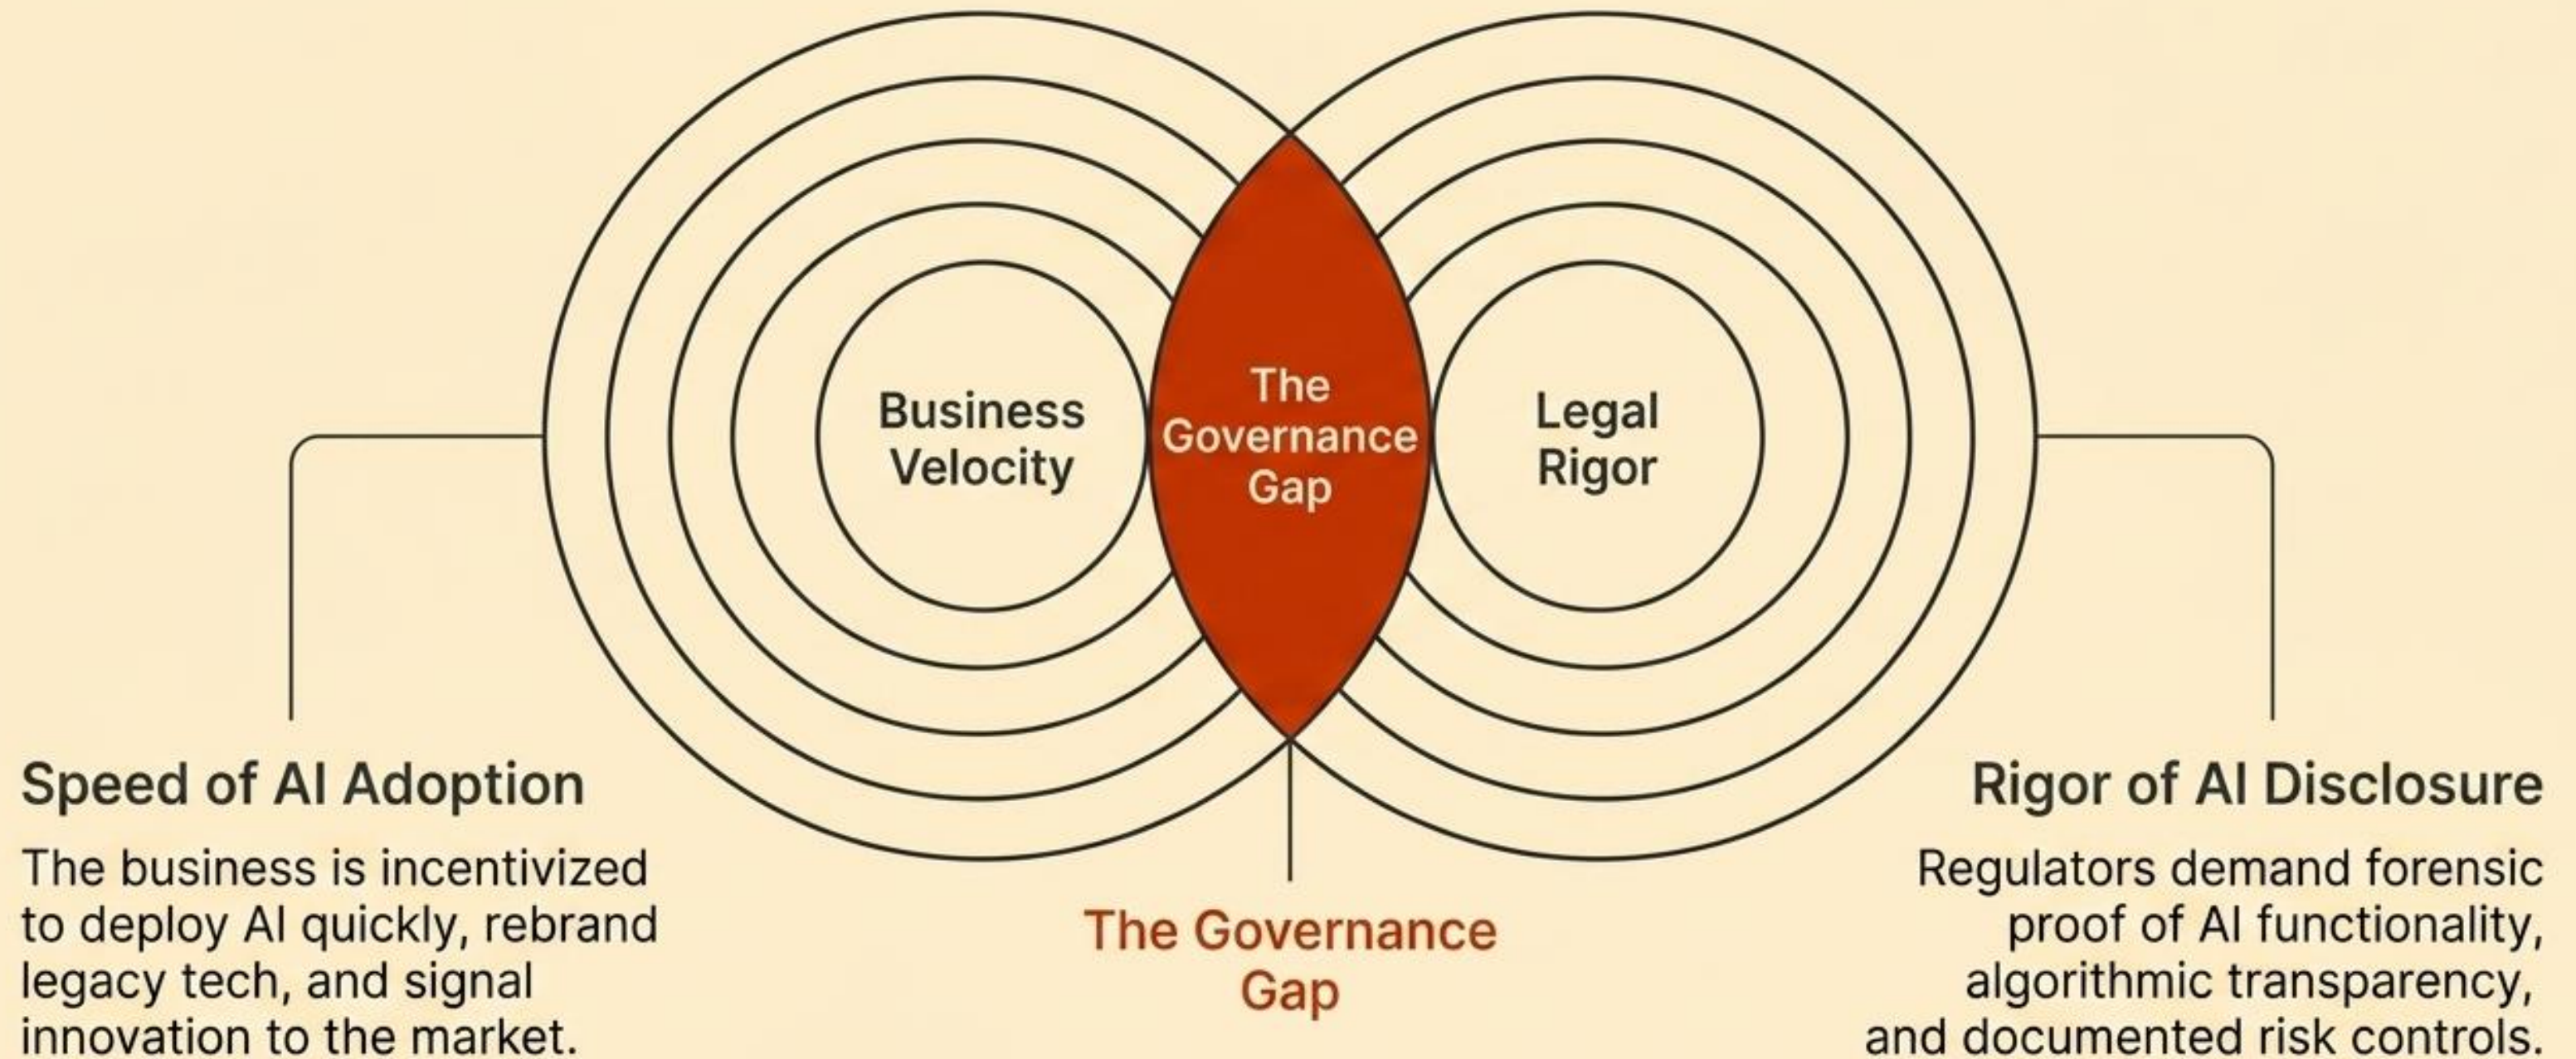 Business
Velocity
The
Governance
Gap
Legal
Rigor
Speed of AI Adoption
The business is incentivized
to deploy AI quickly, rebrand
legacy tech, and signal
innovation to the market.
The Governance
Gap
Rigor of AI Disclosure
Regulators demand forensic
proof of AI functionality,
algorithmic transparency,
and documented risk controls.